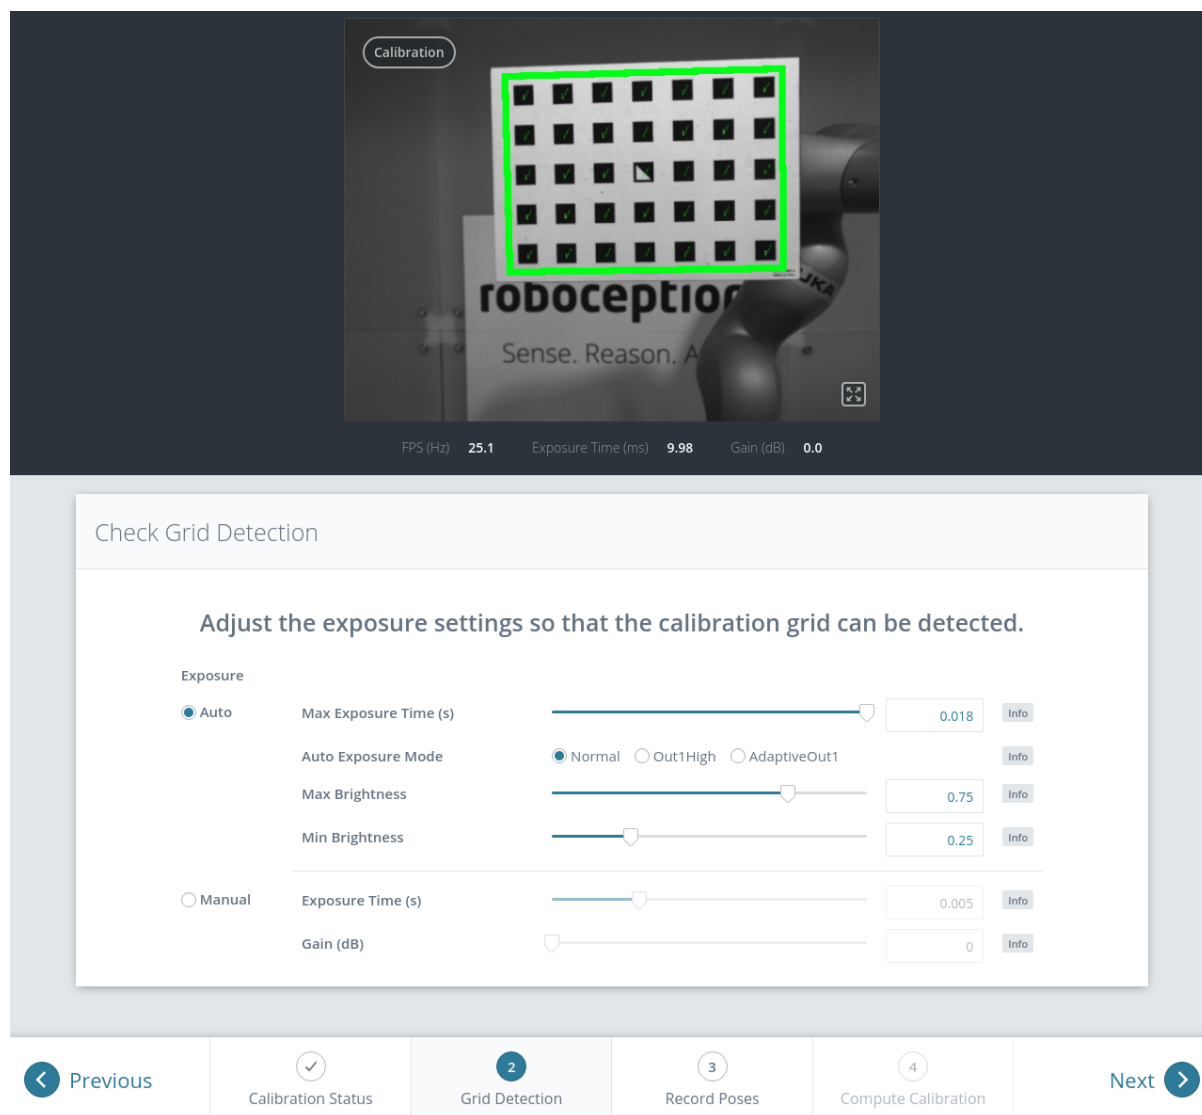 Calibration
KUKA
roboception
Sense. Reason. A
FPS (Hz) 25.1 Exposure Time (ms) 9.98 Gain (dB) 0.0
Check Grid Detection
Adjust the exposure settings so that the calibration grid can be detected.
Exposure
Auto Max Exposure Time (s) 0.018 Info
Auto Exposure Mode Normal Out1High AdaptiveOut1 Info
Max Brightness 0.75 Info
Min Brightness 0.25 Info
Manual Exposure Time (s) 0.005 Info
Gain (dB) 0 Info
Previous
Calibration Status
2
Grid Detection
3
Record Poses
4
Compute Calibration
Next